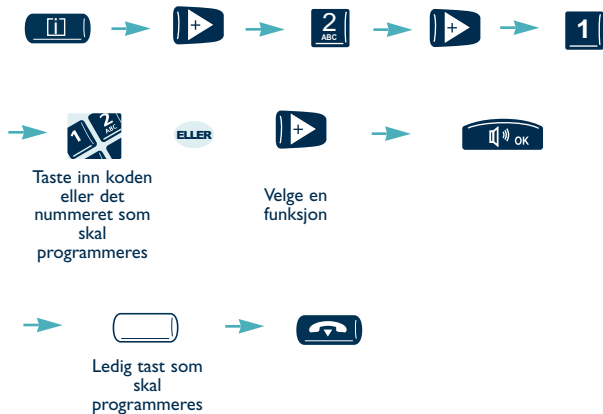 [i] + 2 ABC + 1
1 2 ABC ELLER + OK
Taste inn koden
eller det
nummeret som
skal
programmeres
Velge en
funksjon
Ledig tast som
skal
programmeres